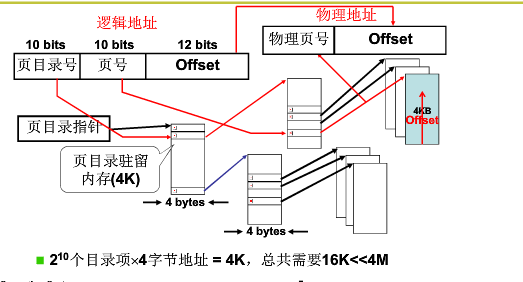 逻辑地址
物理地址
10 bits
10 bits
12 bits
页目录号
页号
Offset
物理页号
Offset
页目录指针
4KB
Offset
页目录驻留
内存(4K)
4 bytes
4 bytes
2¹⁰个目录项×4字节地址 = 4K，总共需要16K<<4M